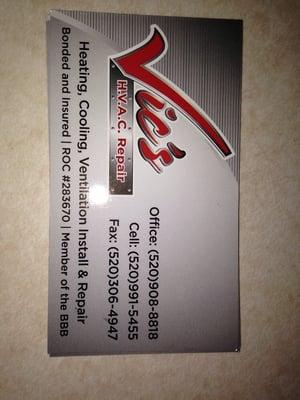 Vic's
H.V.A.C. Repair
Office: (520)908-8818
Cell: (520)991-5455
Fax: (520)306-4947
Heating, Cooling, Ventilation Install & Repair
Bonded and Insured | ROC #283670 | Member of the BBB